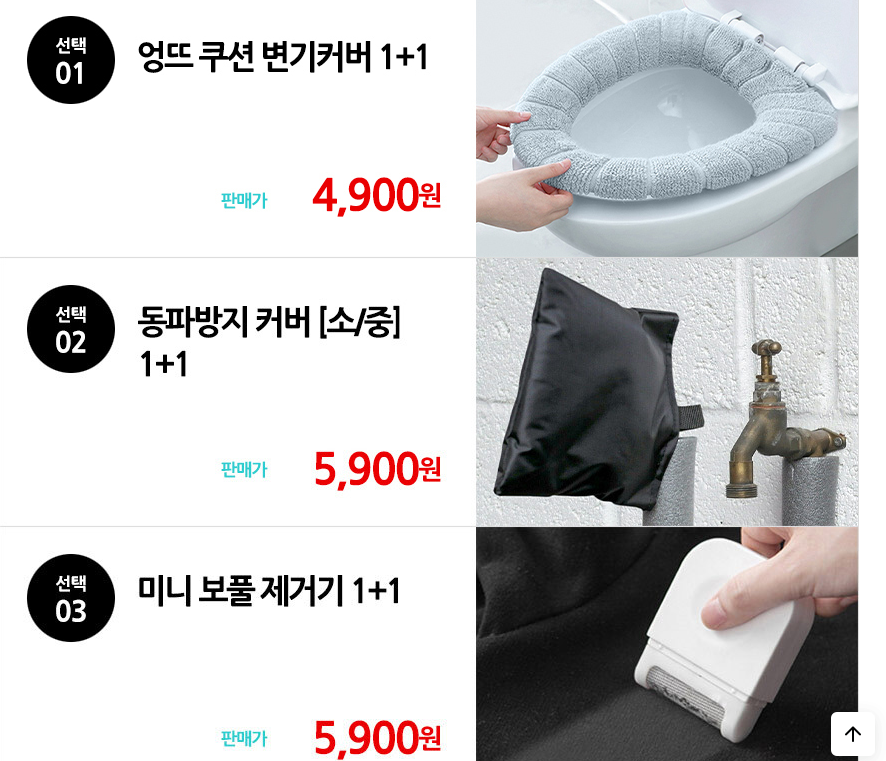 선택
01
엉뜨 쿠션 변기커버 1+1
판매가 4,900원
선택
02
동파방지 커버 [소/중]
1+1
판매가 5,900원
선택
03
미니 보풀 제거기 1+1
판매가 5,900원